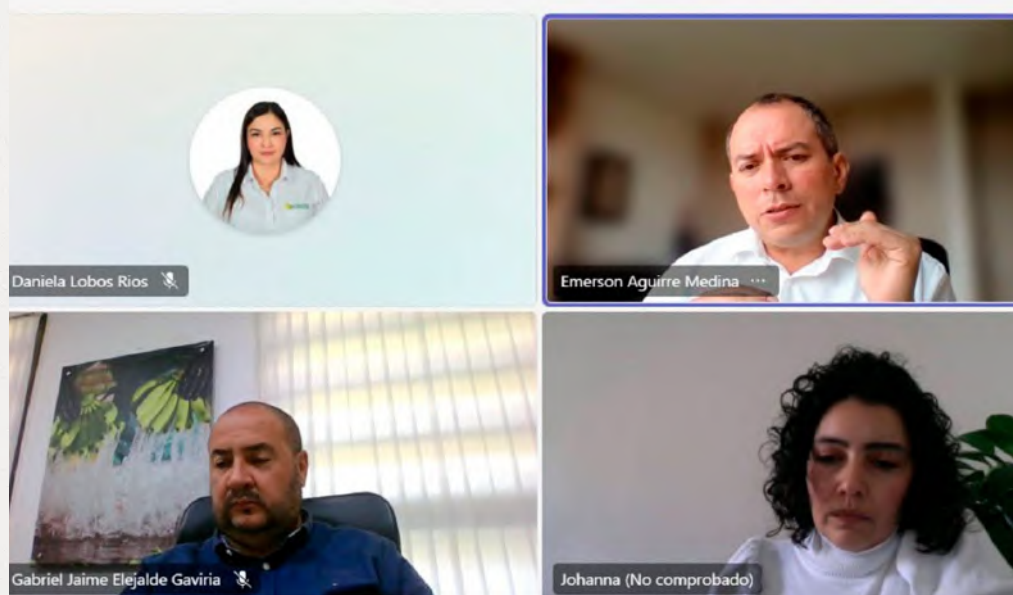 Daniela Lobos Rios
Emerson Aguirre Medina ...
Gabriel Jaime Elejalde Gaviria
Johanna (No comprobado)